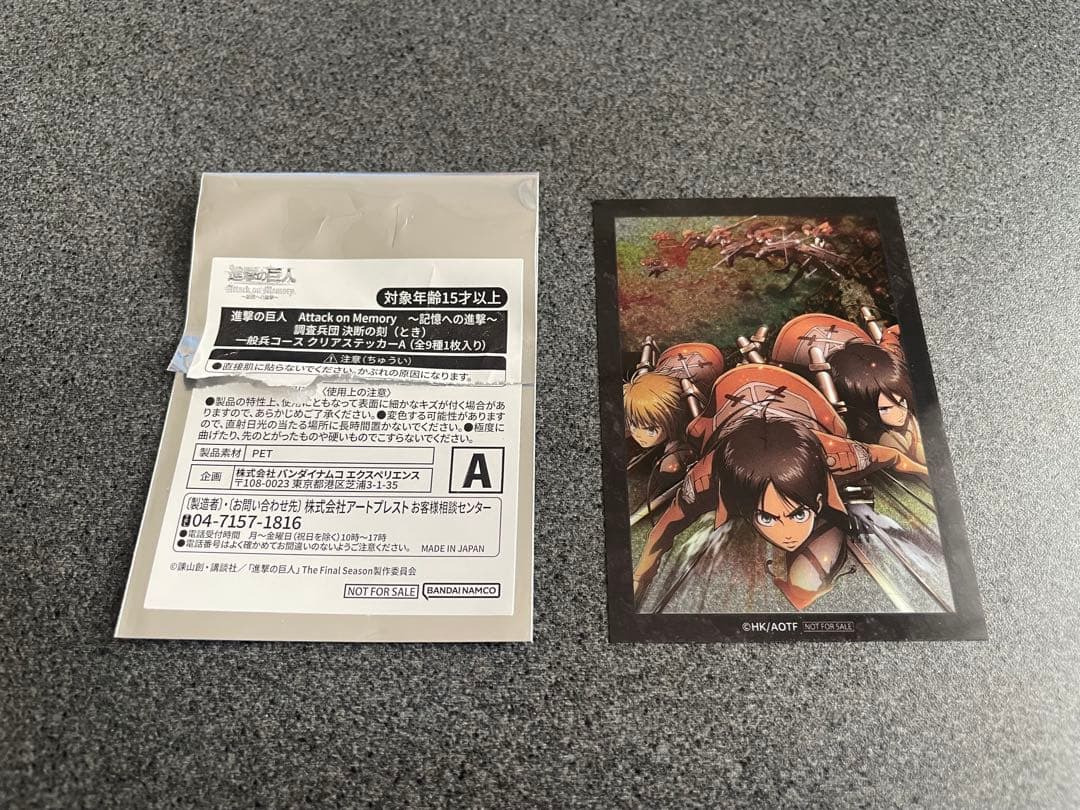 進撃の巨人
Attack on Memory
～記憶への進撃～
対象年齢15才以上
進撃の巨人 Attack on Memory ～記憶への進撃～
調査兵団 決断の刻（とき）
一般兵コース クリアステッカーA（全9種1枚入り）
⚠注意（ちゅうい）
●直接肌に貼らないでください。かぶれの原因になります。
〈使用上の注意〉
●製品の特性上、使用にともなって表面に細かなキズが付く場合があ
りますので、あらかじめご了承ください。●変色する可能性があります
ので、直射日光の当たる場所に長時間置かないでください。●極度に
曲げたり、先のとがったものや硬いものでこすらないでください。
製品素材 PET
企画 株式会社 バンダイナムコ エクスペリエンス
〒108-0023 東京都港区芝浦3-1-35
A
〔製造者〕・〔お問い合わせ先〕 株式会社アートプレスト お客様相談センター
04-7157-1816
●電話受付時間 月～金曜日（祝日を除く）10時～17時
●電話番号はよく確かめてお間違いのないようご注意ください。 MADE IN JAPAN
©諫山創・講談社／「進撃の巨人」The Final Season製作委員会
NOT FOR SALE BANDAI NAMCO
©HK/AOTF NOT FOR SALE